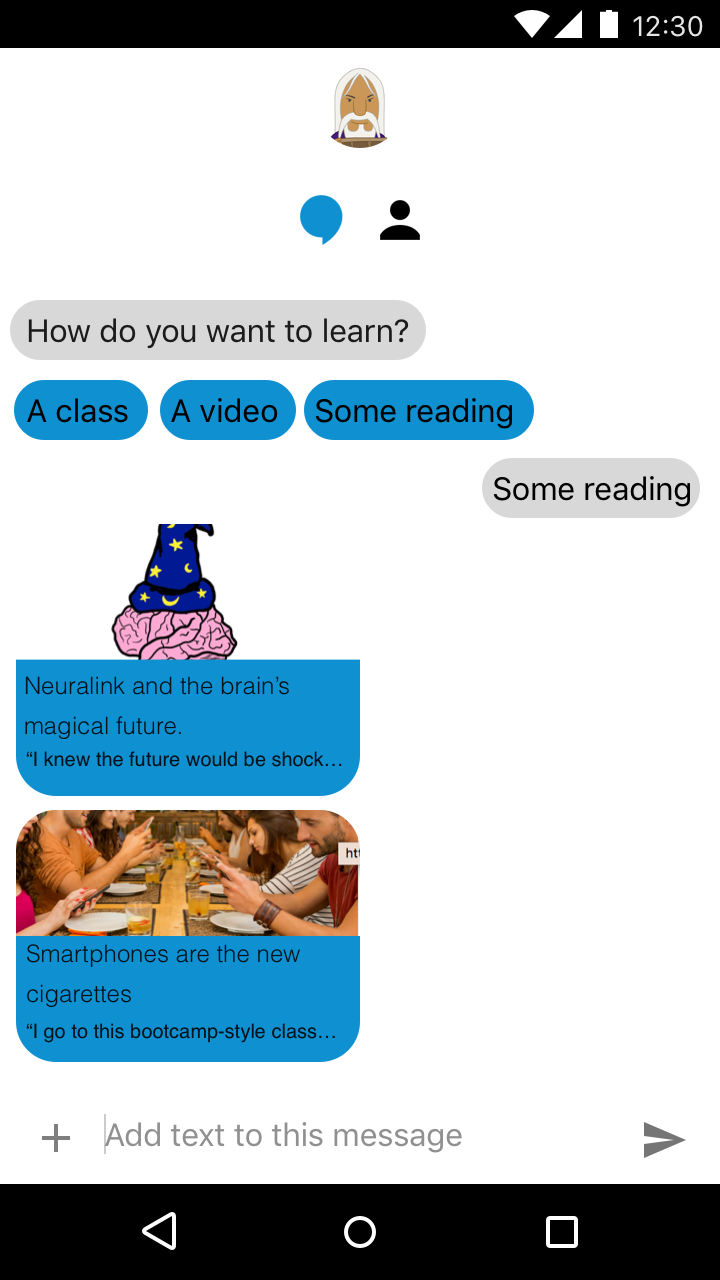 12:30
How do you want to learn?
A class
A video
Some reading
Some reading
Neuralink and the brain’s
magical future.
“I knew the future would be shock…
htt
Smartphones are the new
cigarettes
“I go to this bootcamp-style class…
Add text to this message